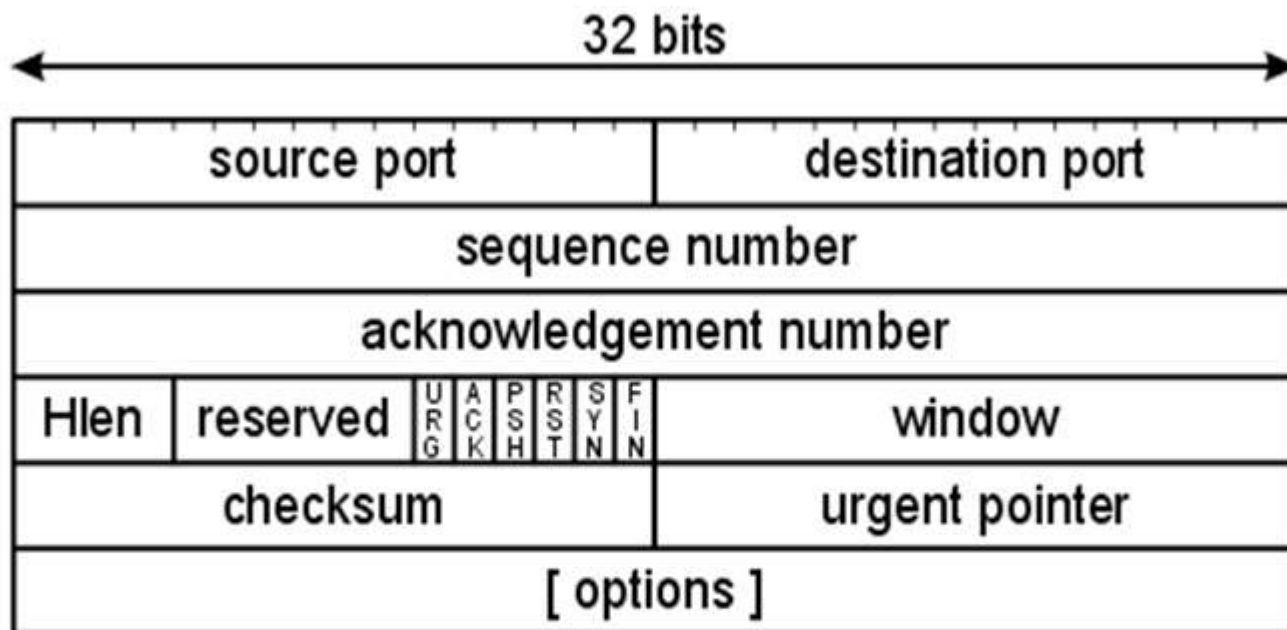 32 bits
source port destination port
sequence number
acknowledgement number
Hlen reserved URG ACK PSH RST SYN FIN window
checksum urgent pointer
[ options ]